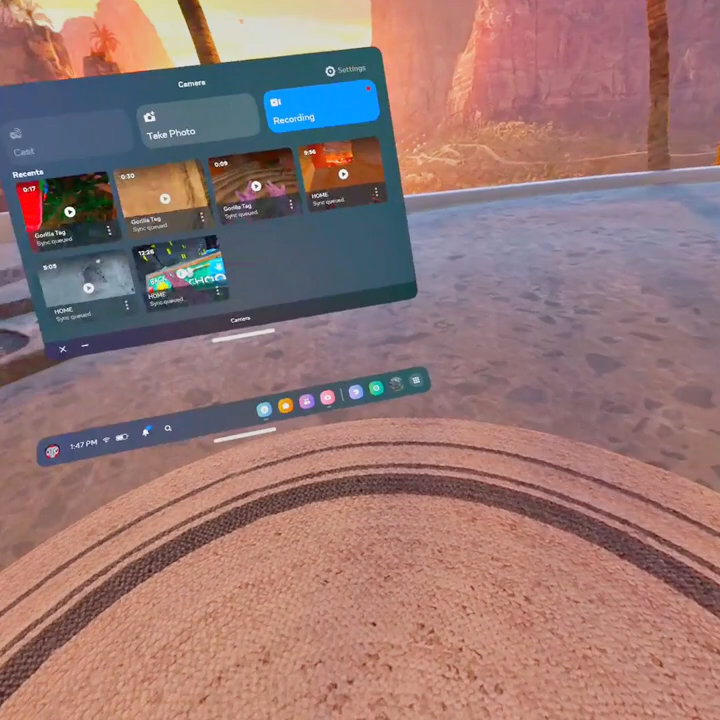 Camera
Settings
Cast
Take Photo
Recording
Recents
0:17
Gorilla Tag
Sync queued
0:30
Gorilla Tag
Sync queued
0:09
Gorilla Tag
Sync queued
9:56
HOME
Sync queued
5:05
HOME
Sync queued
12:26
HOME
Sync queued
Camera
1:47 PM